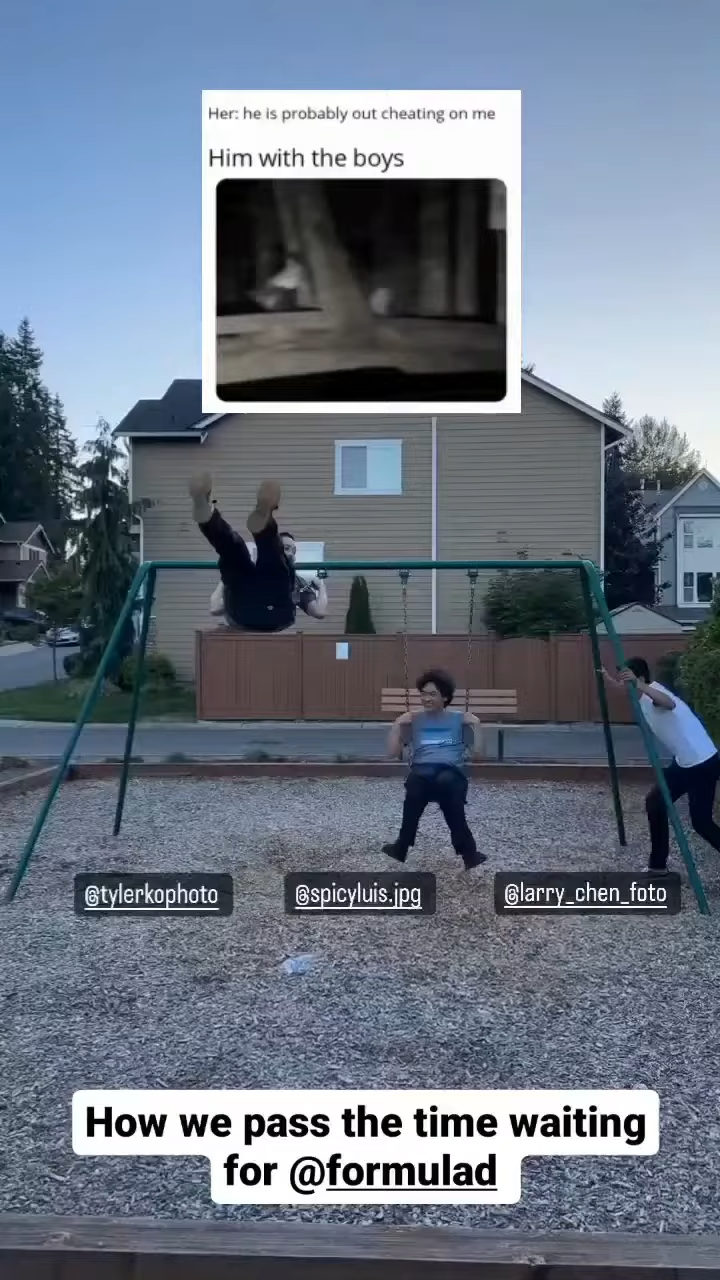 Her: he is probably out cheating on me
Him with the boys
@tylerkophoto
@spicyluis.jpg
@larry_chen_foto
How we pass the time waiting
for @formulad